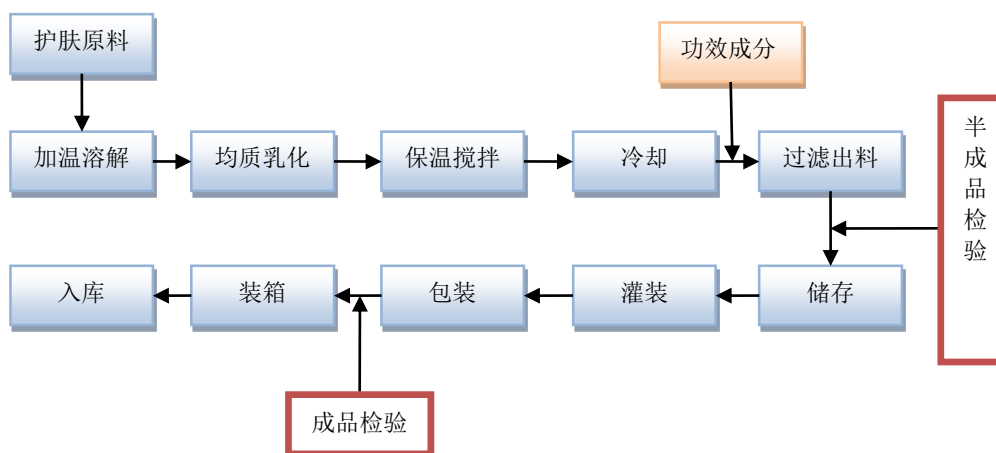 护肤原料
功效成分
加温溶解
均质乳化
保温搅拌
冷却
过滤出料
半
成
品
检
验
入库
装箱
包装
灌装
储存
成品检验